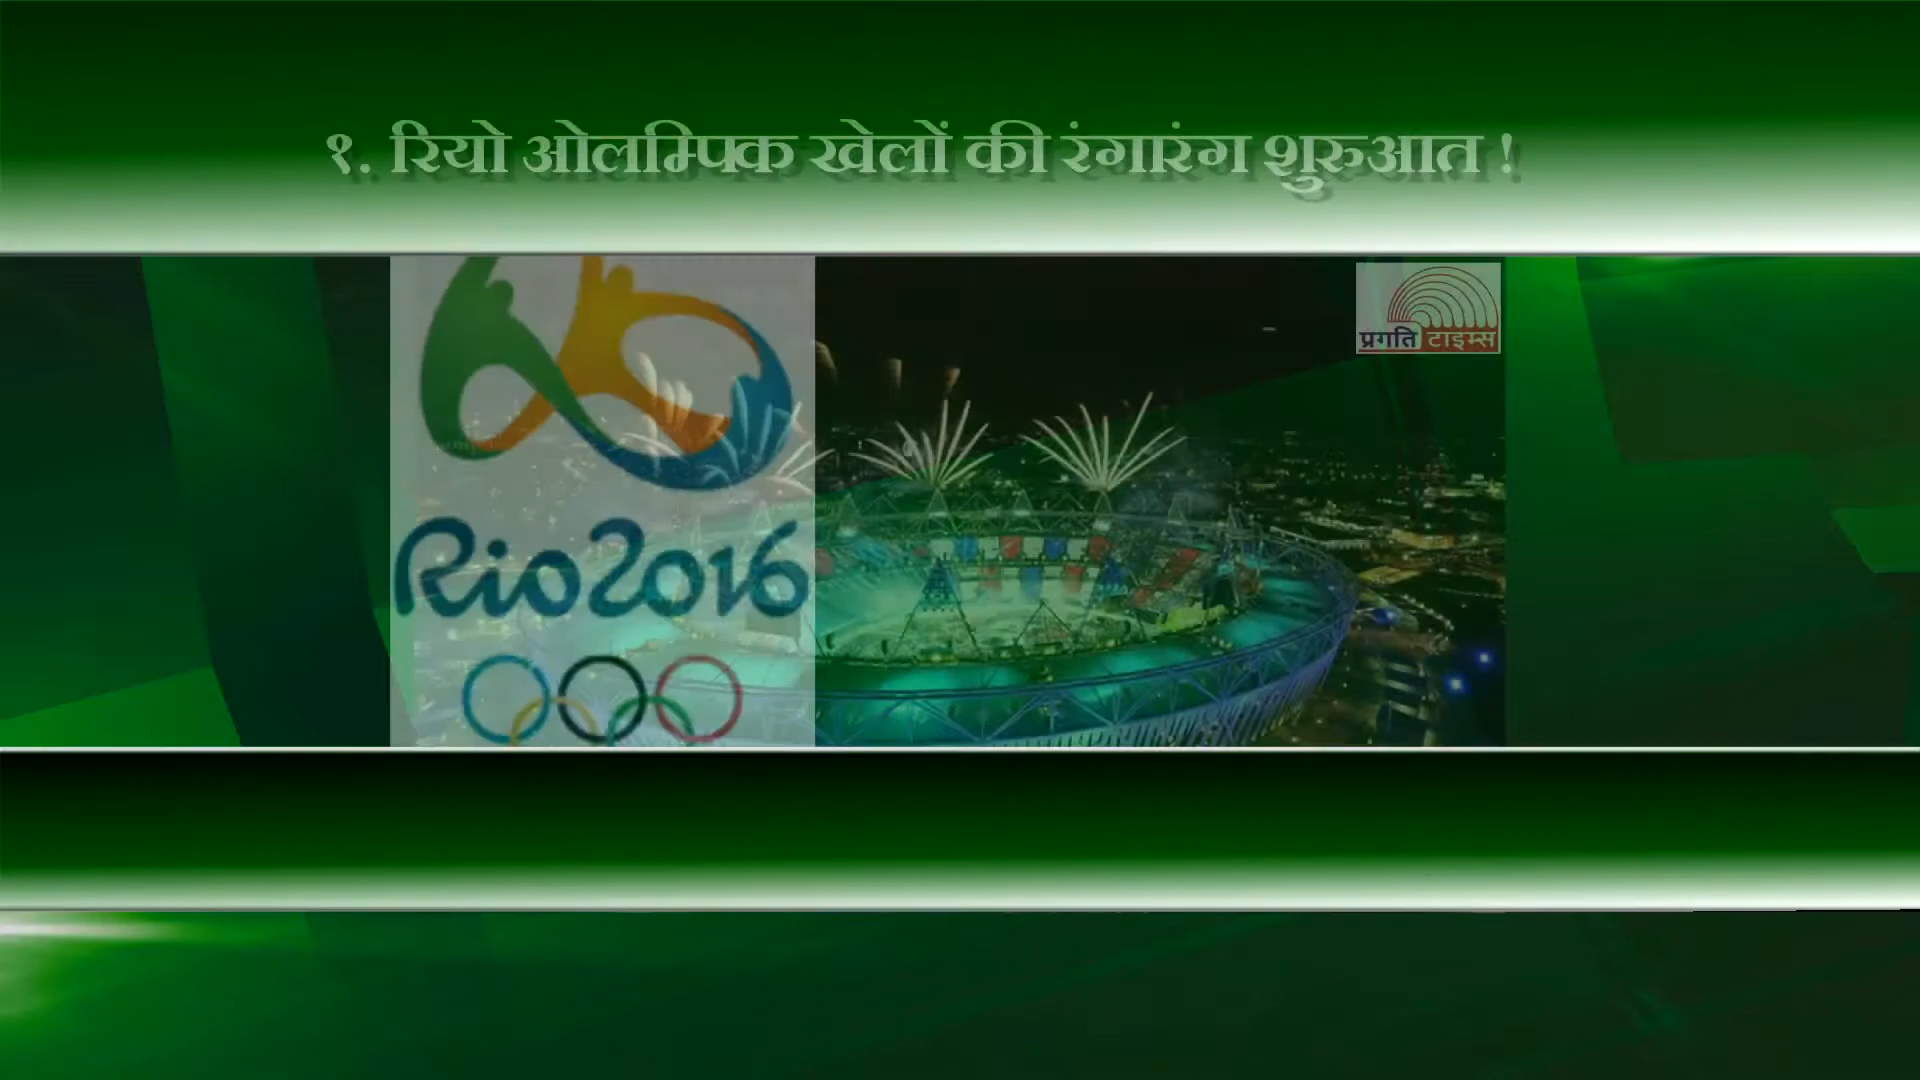 १. रियो ओलम्पिक खेलों की रंगारंग शुरुआत !
प्रगति टाइम्स
Rio2016